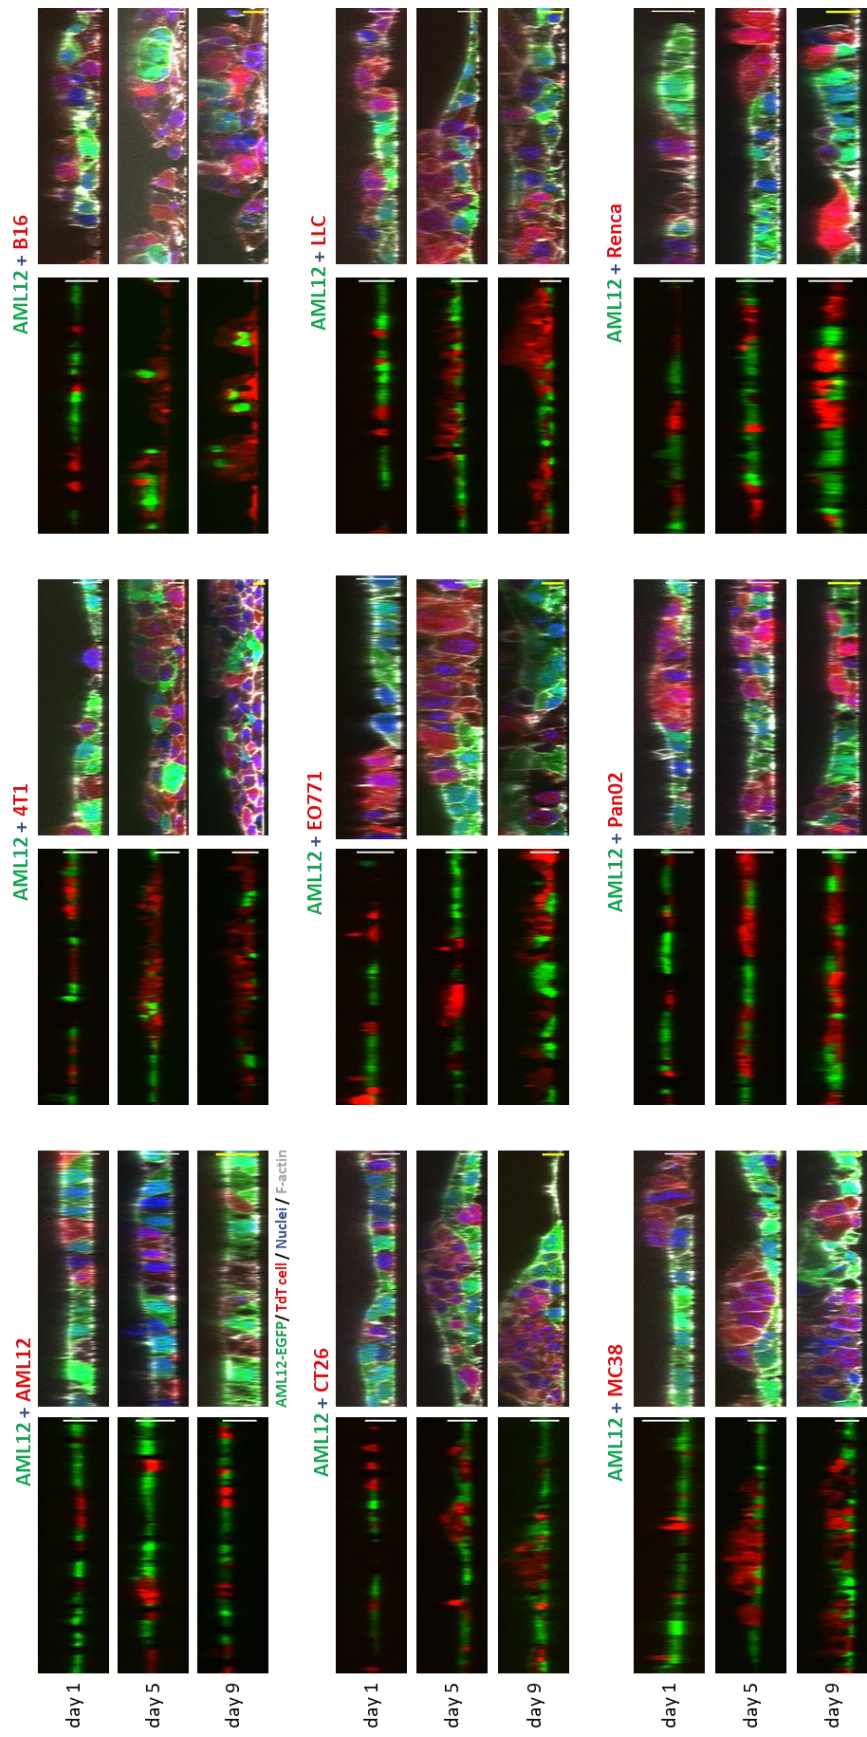 AML12 + AML12
AML12 + 4T1
AML12 + B16
day 1
day 5
day 9
AML12-EGFP/ TdT cell / Nuclei / F-actin
AML12 + CT26
AML12 + EO771
AML12 + LLC
day 1
day 5
day 9
AML12 + MC38
AML12 + Pan02
AML12 + Renca
day 1
day 5
day 9